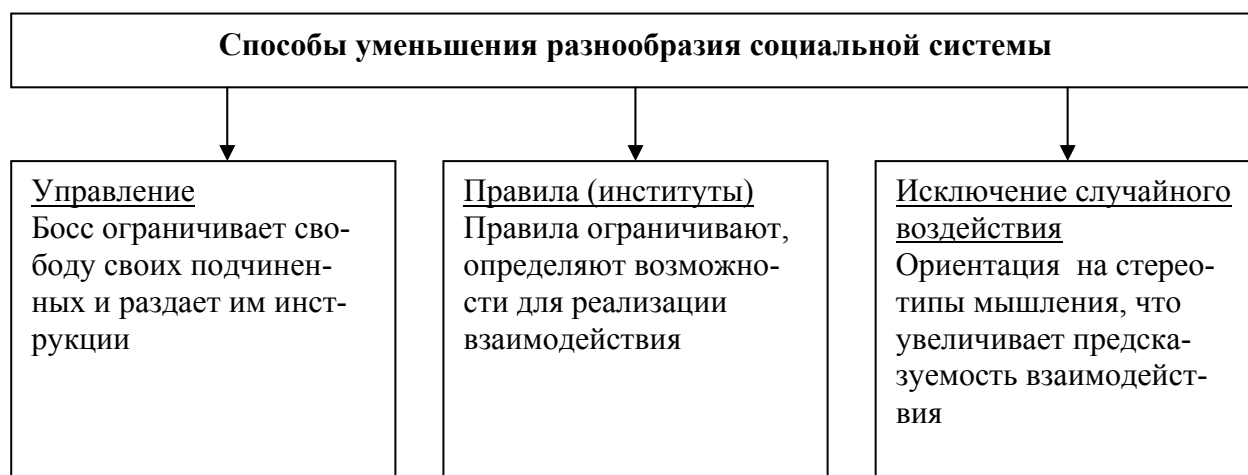 Способы уменьшения разнообразия социальной системы
Управление
Босс ограничивает сво-
боду своих подчинен-
ных и раздает им инст-
рукции
Правила (институты)
Правила ограничивают,
определяют возможно-
сти для реализации
взаимодействия
Исключение случайного
воздействия
Ориентация на стерео-
типы мышления, что
увеличивает предска-
зуемость взаимодейст-
вия